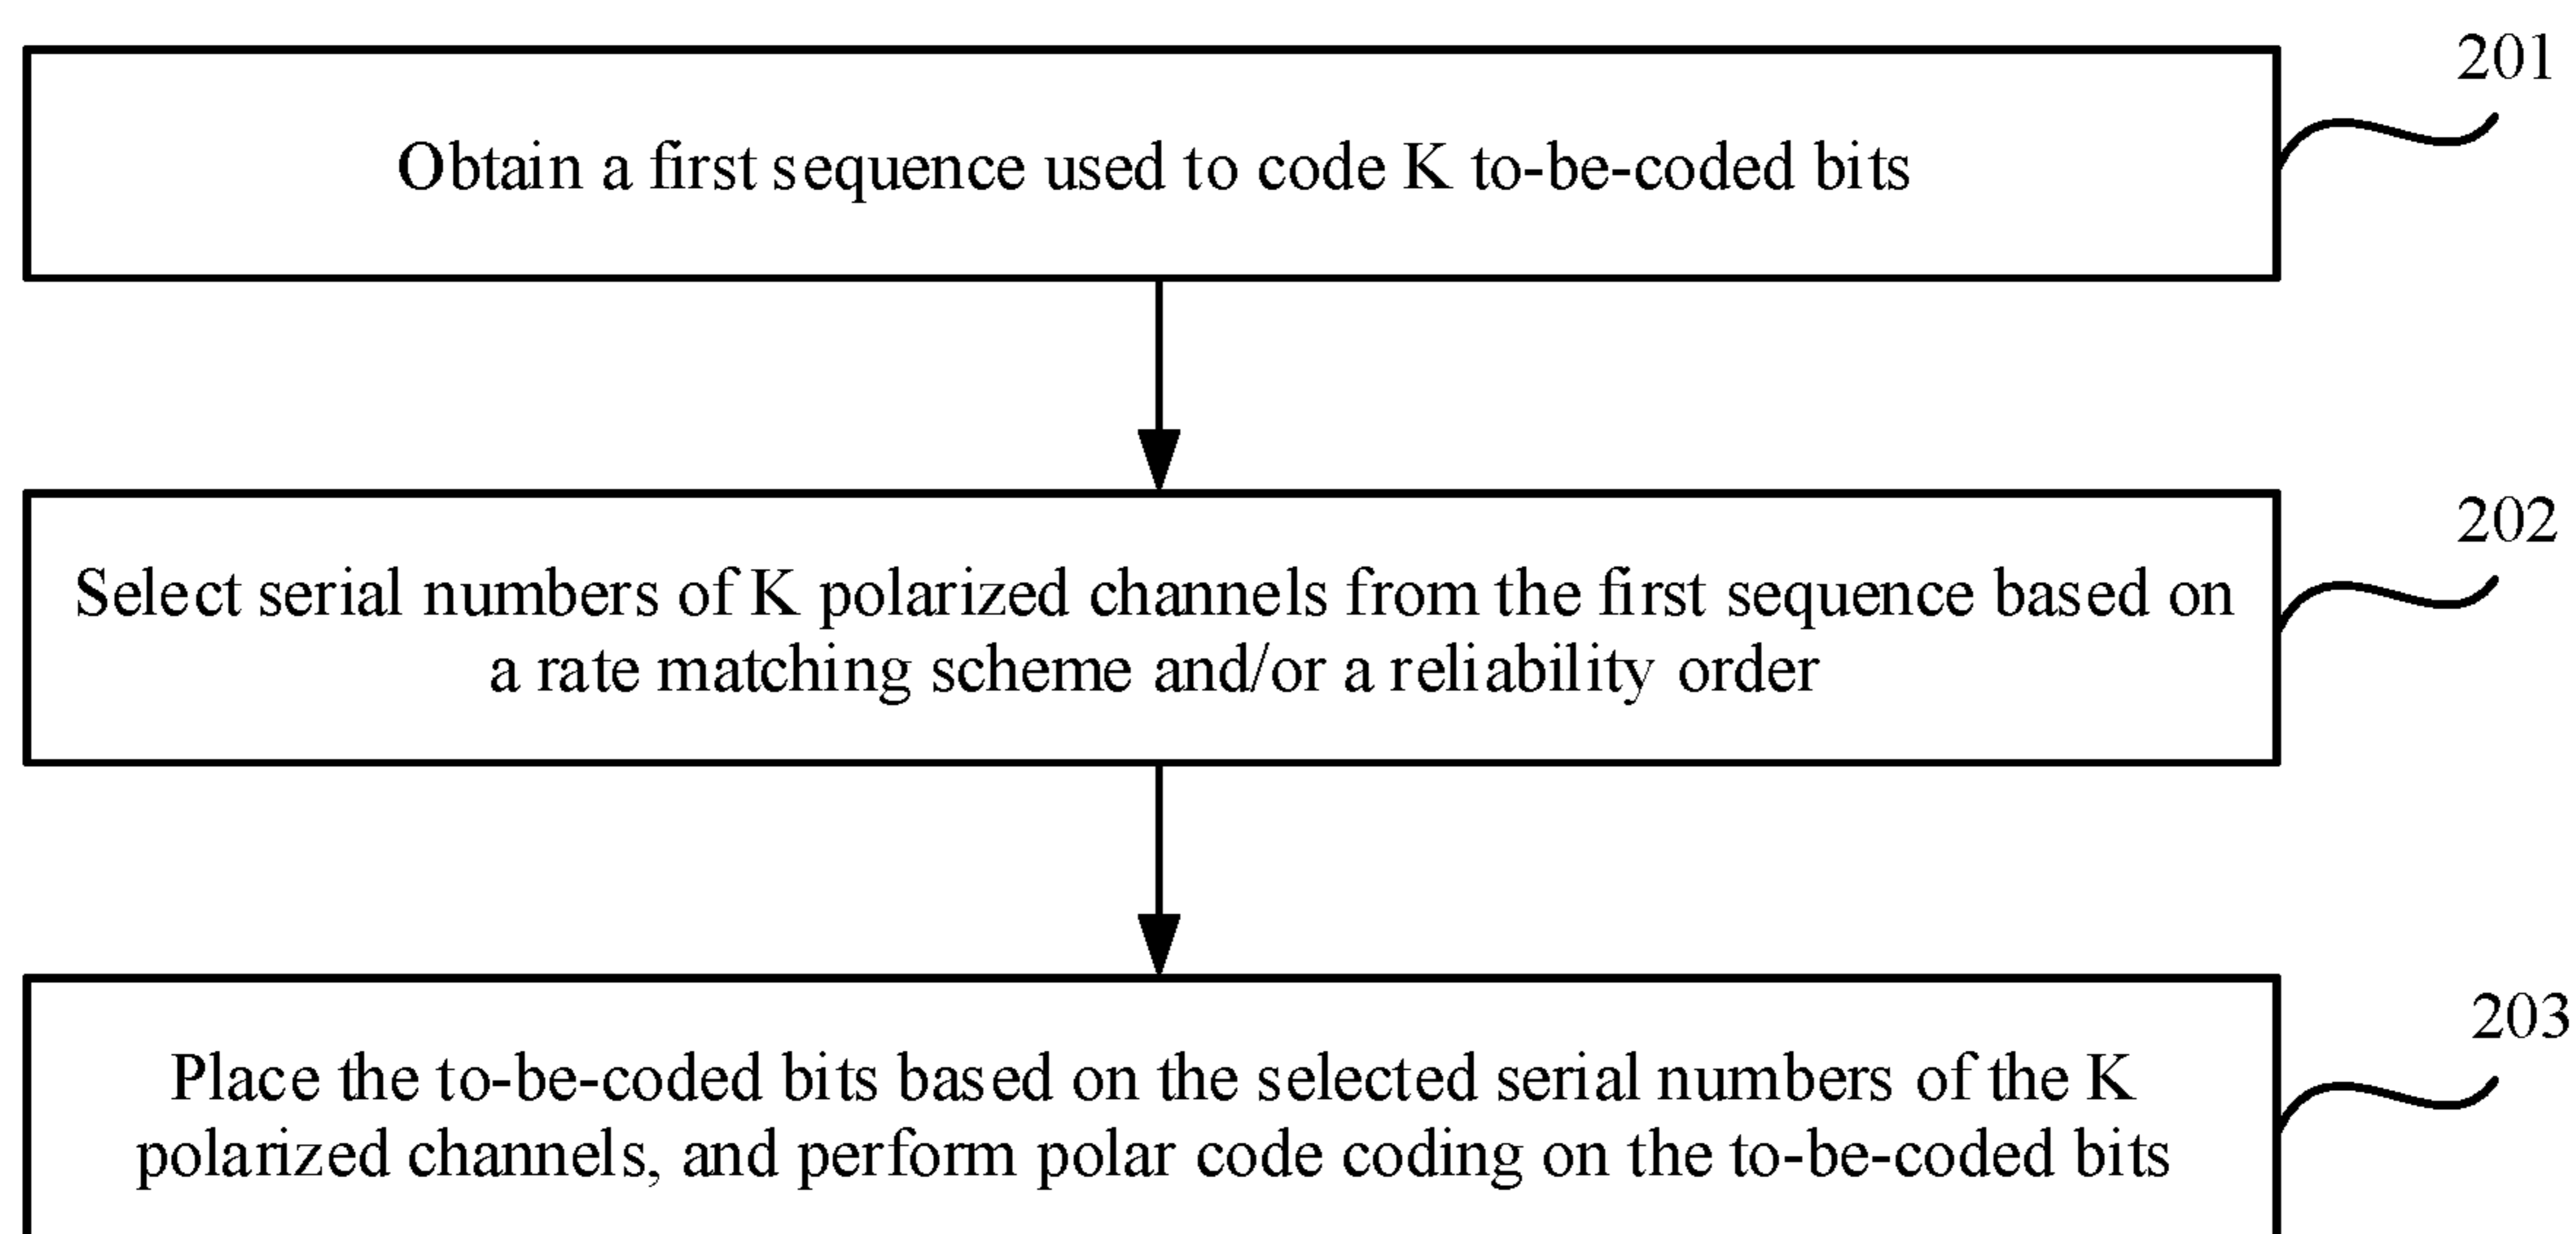 201
Obtain a first sequence used to code K to-be-coded bits
202
Select serial numbers of K polarized channels from the first sequence based on
a rate matching scheme and/or a reliability order
203
Place the to-be-coded bits based on the selected serial numbers of the K
polarized channels, and perform polar code coding on the to-be-coded bits